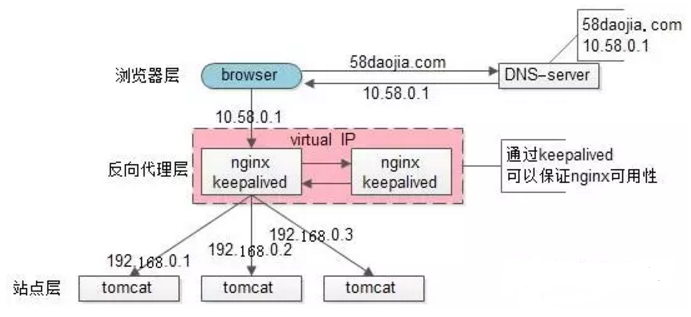 58daojia.com
10.58.0.1
浏览器层
browser
58daojia.com
10.58.0.1
DNS-server
10.58.0.1
virtual IP
反向代理层
nginx
keepalived
nginx
keepalived
通过keepalived
可以保证nginx可用性
192.168.0.1
192.168.0.2
192.168.0.3
站点层
tomcat
tomcat
tomcat